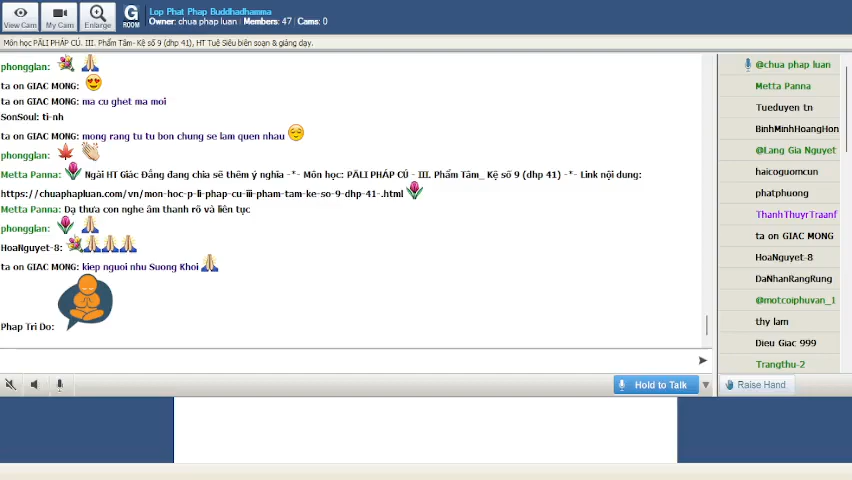 View Cam
My Cam
Enlarge
G
ROOM
Lop Phat Phap Buddhadhamma
Owner: chua phap luan / Members: 47 / Cams: 0
Môn học PĀLI PHÁP CÚ. III. Phẩm Tâm- Kệ số 9 (dhp 41), HT Tuệ Siêu biên soạn & giảng dạy.
phongglan:
ta on GIAC MONG:
ta on GIAC MONG: ma cu ghet ma moi
SonSoul: ti-nh
ta on GIAC MONG: mong rang tu tu bon chung se lam quen nhau
phongglan:
Metta Panna: Ngài HT Giác Đẳng đang chia sẽ thêm ý nghia -*- Môn học: PĀLI PHÁP CÚ - III. Phẩm Tâm_ Kệ số 9 (dhp 41) -*- Link nội dung:
https://chuaphapluan.com/vn/mon-hoc-p-li-phap-cu-iii-pham-tam-ke-so-9-dhp-41-.html
Metta Panna: Dạ thưa con nghe âm thanh rõ và liên tục
phongglan:
HoaNguyet-8:
ta on GIAC MONG: kiep nguoi nhu Suong Khoi
Phap Tri Do:
@chua phap luan
Metta Panna
Tueduyen tn
BinhMinhHoangHon
@Lang Gia Nguyet
haicoguomcun
phatphuong
ThanhThuyrTraanf
ta on GIAC MONG
HoaNguyet-8
DaNhanRangRung
@motcoiphuvan_1
thy lam
Dieu Giac 999
Trangthu-2
Hold to Talk
Raise Hand